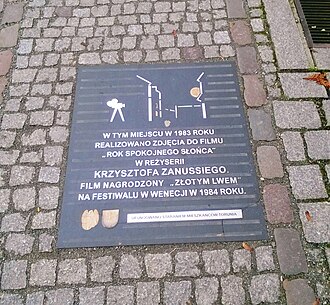 W TYM MIEJSCU W 1983 ROKU
REALIZOWANO ZDJĘCIA DO FILMU
„ROK SPOKOJNEGO SŁOŃCA"
W REŻYSERII
KRZYSZTOFA ZANUSSIEGO.
FILM NAGRODZONY „ZŁOTYM LWEM"
NA FESTIWALU W WENECJI W 1984 ROKU.